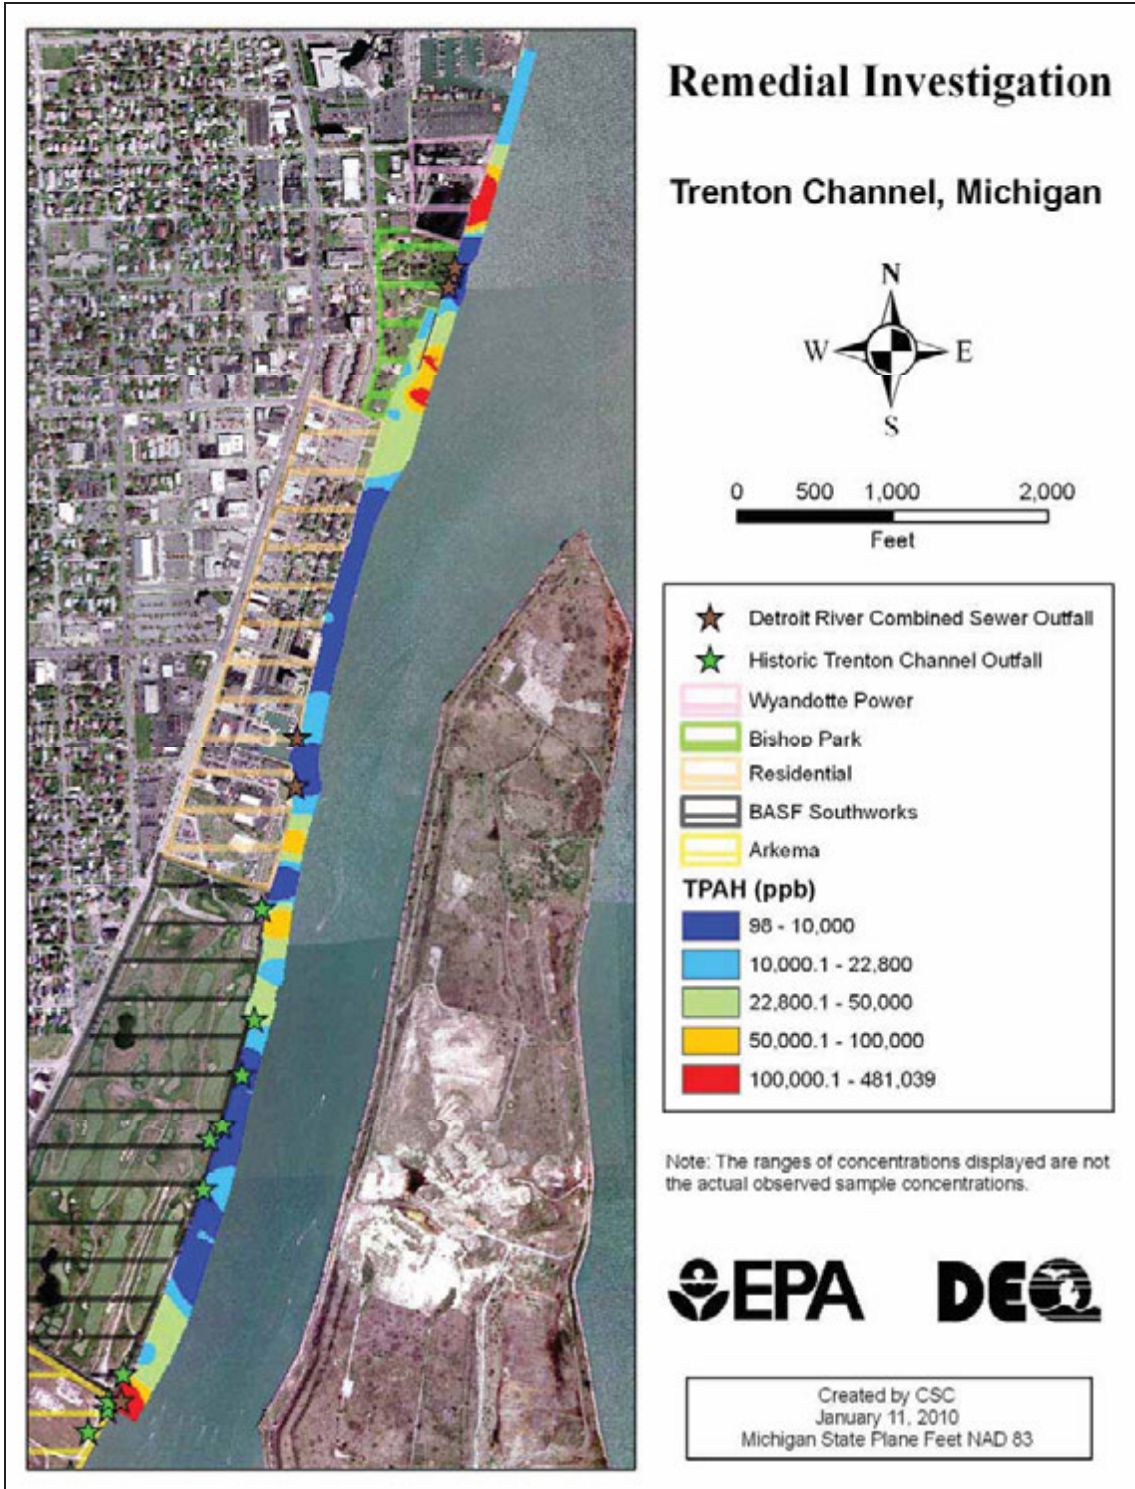 Remedial Investigation
Trenton Channel, Michigan
N
W E
S
0 500 1,000 2,000
Feet
Detroit River Combined Sewer Outfall
Historic Trenton Channel Outfall
Wyandotte Power
Bishop Park
Residential
BASF Southworks
Arkema
TPAH (ppb)
98 - 10,000
10,000.1 - 22,800
22,800.1 - 50,000
50,000.1 - 100,000
100,000.1 - 481,039
Note: The ranges of concentrations displayed are not
the actual observed sample concentrations.
EPA DEQ
Created by CSC
January 11, 2010
Michigan State Plane Feet NAD 83